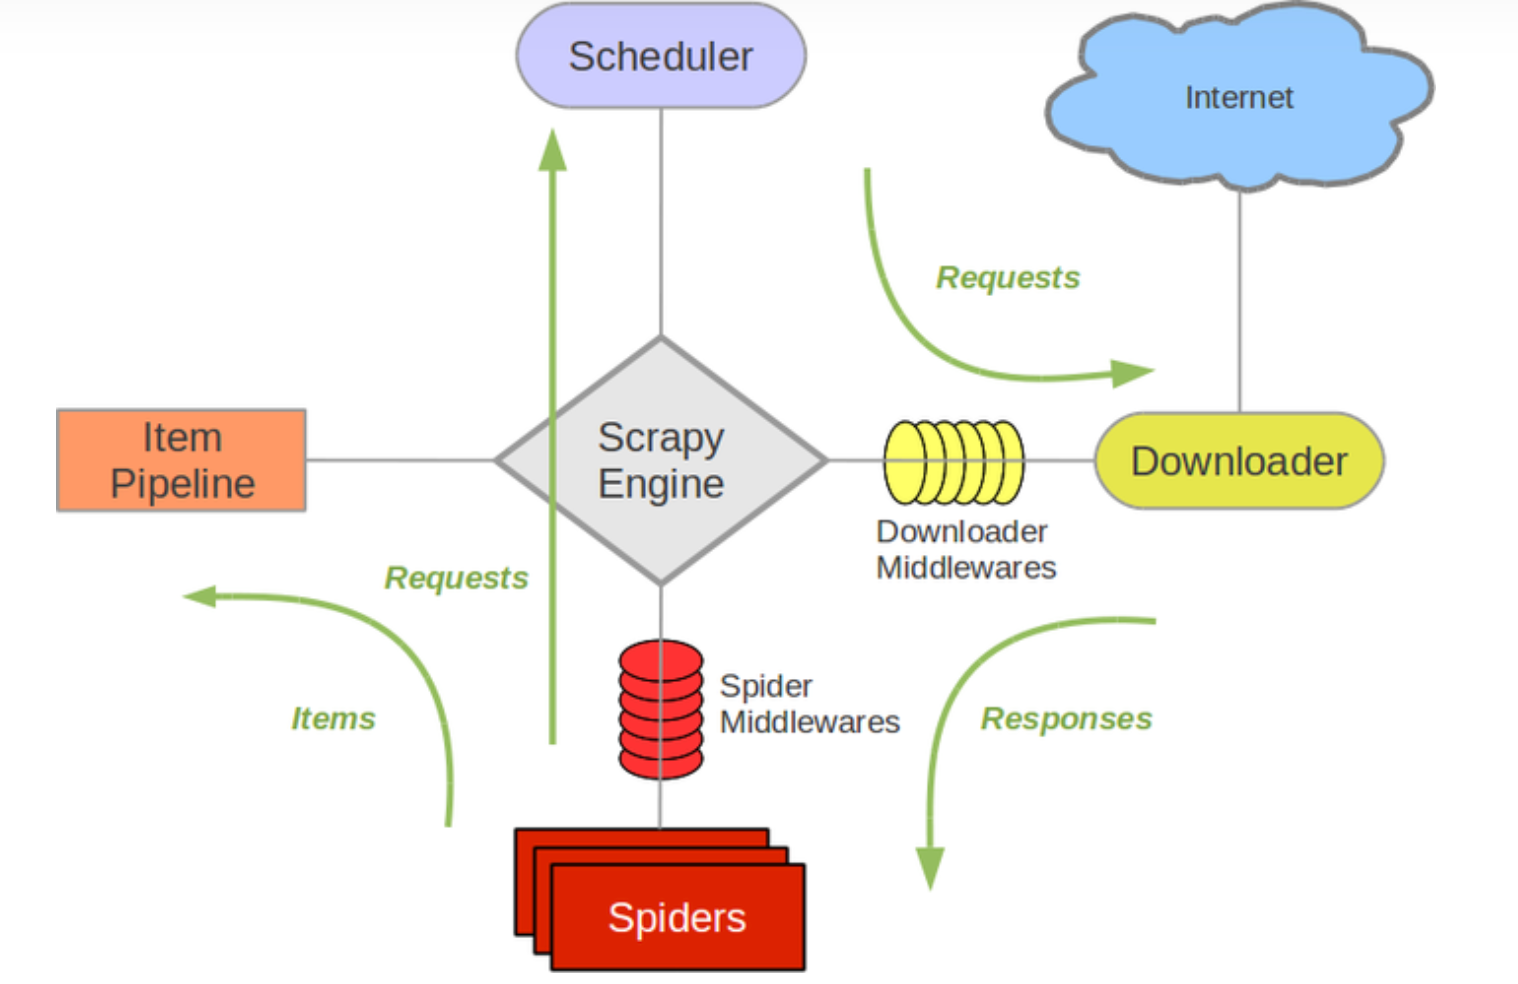 Scheduler
Internet
Requests
Item
Pipeline
Scrapy
Engine
Downloader
Downloader
Middlewares
Requests
Spider
Middlewares
Items
Responses
Spiders